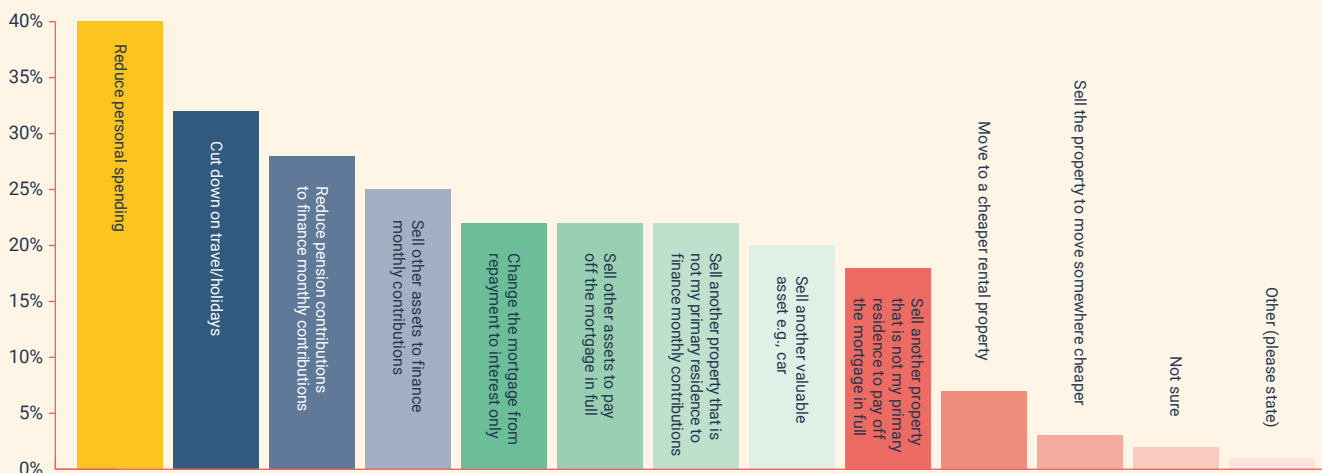 40%
35%
30%
25%
20%
15%
10%
5%
0%
Reduce personal spending
Cut down on travel/holidays
Reduce pension contributions
to finance monthly contributions
Sell other assets to finance
monthly contributions
Change the mortgage from
repayment to interest only
Sell other assets to pay
off the mortgage in full
Sell another property that is
not my primary residence to
finance monthly contributions
Sell another valuable
asset e.g., car
Sell another property
that is not my primary
residence to pay off
the mortgage in full
Move to a cheaper rental property
Sell the property to move somewhere cheaper
Not sure
Other (please state)